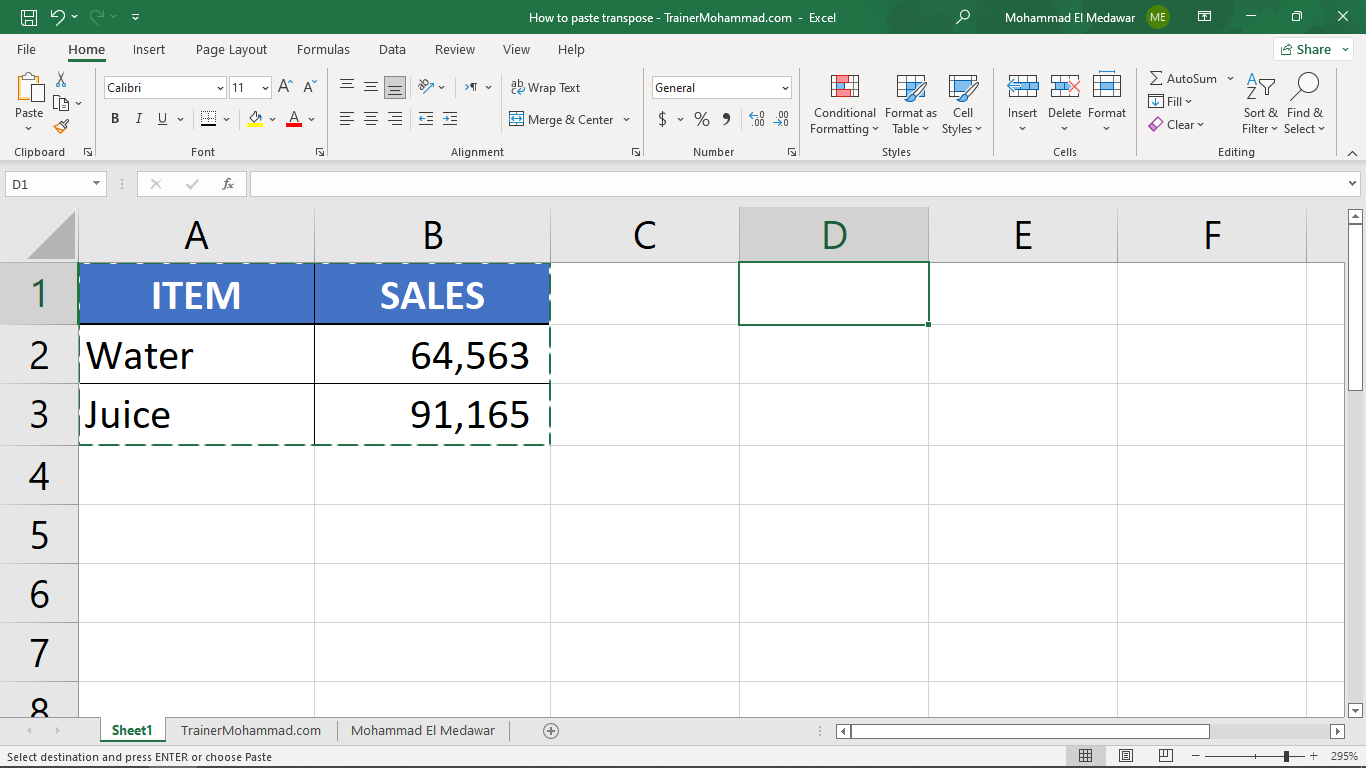 How to paste transpose - TrainerMohammad.com - Excel
Mohammad El Medawar ME
File Home Insert Page Layout Formulas Data Review View Help
Share
Paste
Calibri 11
B I U A
A A
ab Wrap Text
Merge & Center
General
$ % 9 .00 .00
Conditional Formatting
Format as Table
Cell Styles
Insert Delete Format
AutoSum
Fill
Clear
Sort & Filter
Find & Select
Clipboard Font Alignment Number Styles Cells Editing
D1 fx
A B C D E F
1 ITEM SALES
2 Water 64,563
3 Juice 91,165
4
5
6
7
8
Sheet1 TrainerMohammad.com Mohammad El Medawar
Select destination and press ENTER or choose Paste 295%